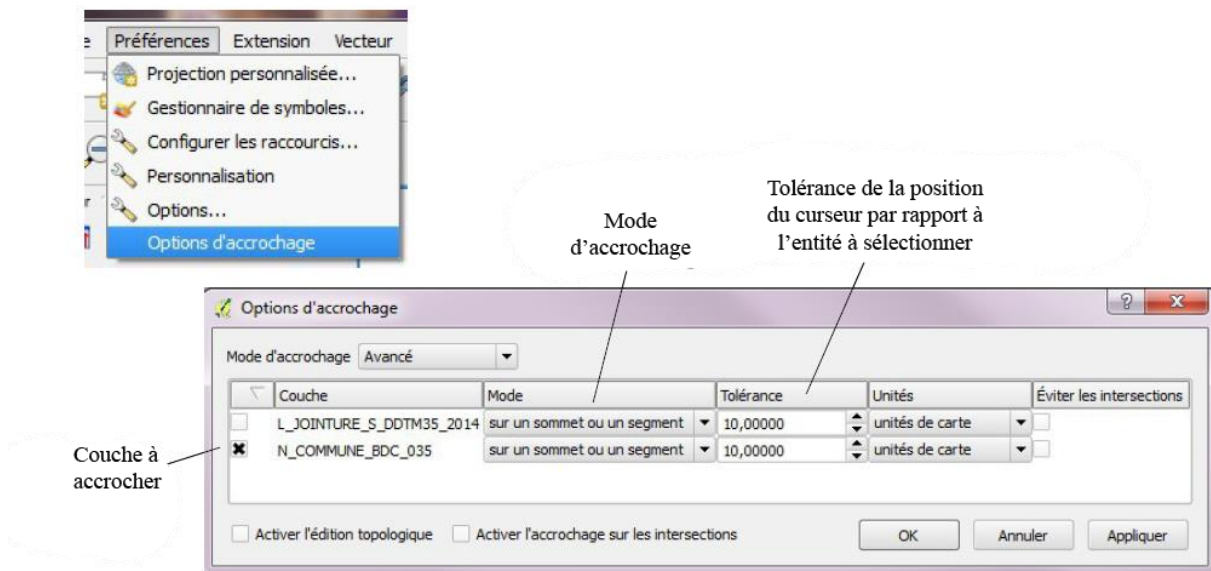 Préférences Extension Vecteur
Projection personnalisée...
Gestionnaire de symboles...
Configurer les raccourcis...
Personnalisation
Options...
Options d'accrochage
Mode
d'accrochage
Tolérance de la position
du curseur par rapport à
l'entité à sélectionner
Options d'accrochage
Mode d'accrochage Avancé
Couche Mode Tolérance Unités Éviter les intersections
L_JOINTURE_S_DDTM35_2014 sur un sommet ou un segment 10,00000 unités de carte
N_COMMUNE_BDC_035 sur un sommet ou un segment 10,00000 unités de carte
Couche à
accrocher
Activer l'édition topologique Activer l'accrochage sur les intersections OK Annuler Appliquer